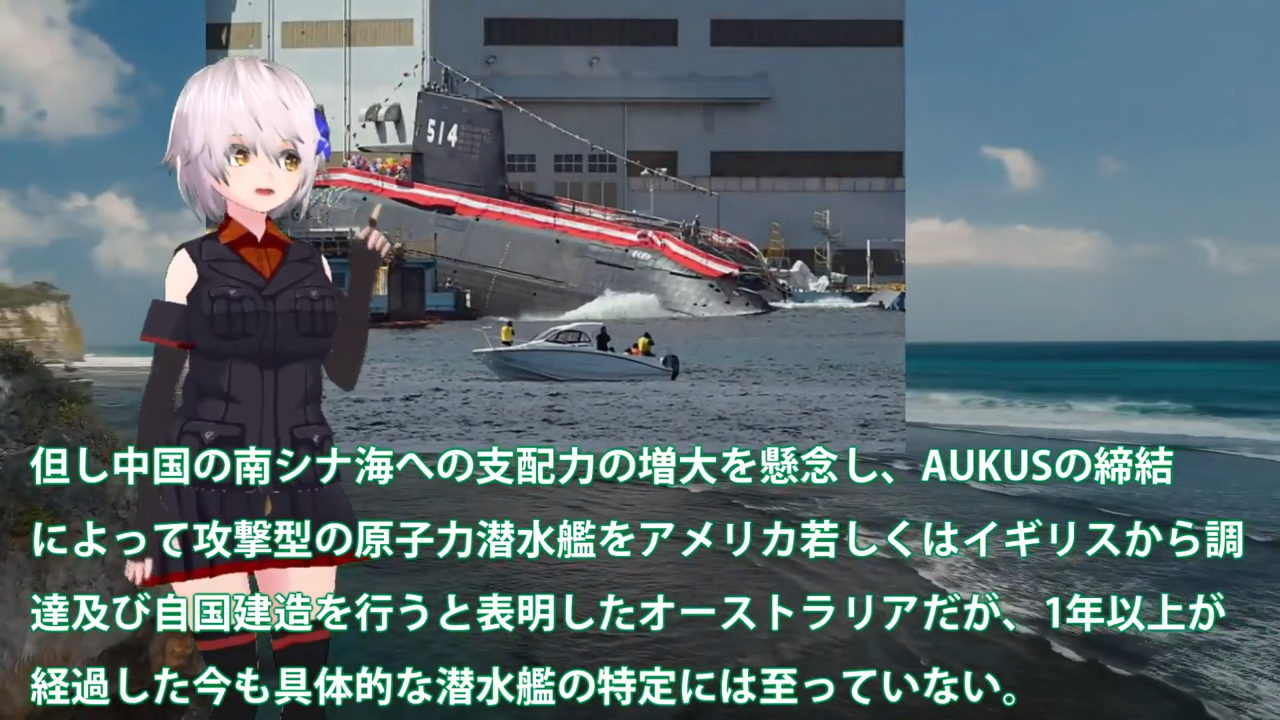 514
但し中国の南シナ海への支配力の増大を懸念し、AUKUSの締結
によって攻撃型の原子力潜水艦をアメリカ若しくはイギリスから調
達及び自国建造を行うと表明したオーストラリアだが、1年以上が
経過した今も具体的な潜水艦の特定には至っていない。